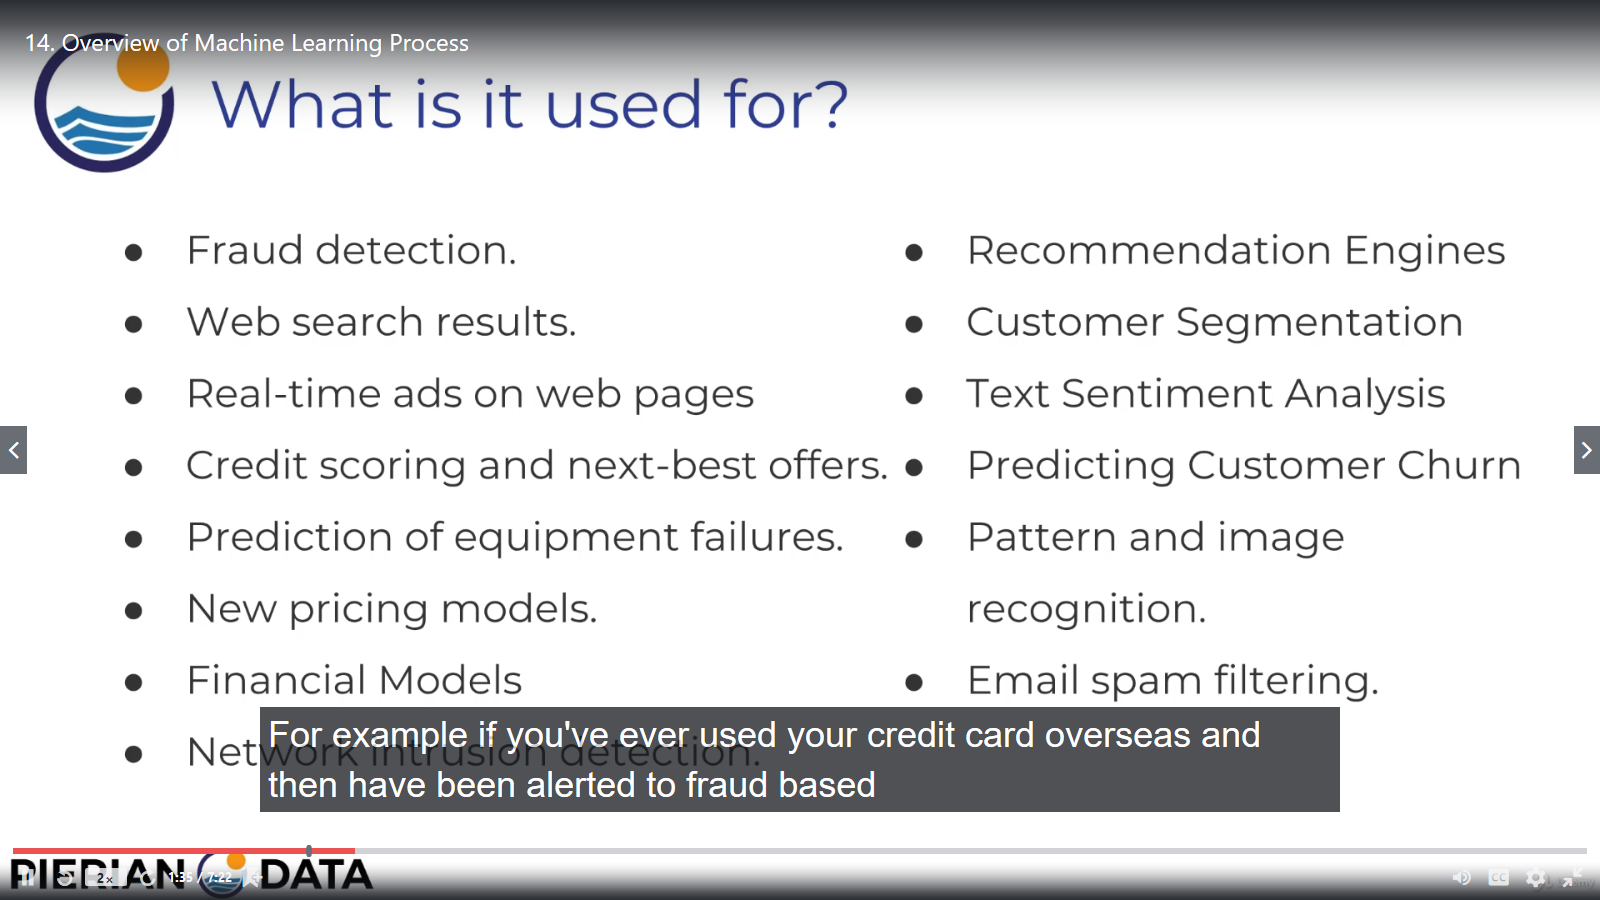 14. Overview of Machine Learning Process
What is it used for?
Fraud detection.
Web search results.
Real-time ads on web pages
Credit scoring and next-best offers.
Prediction of equipment failures.
New pricing models.
Financial Models
Network intrusion detection.
Recommendation Engines
Customer Segmentation
Text Sentiment Analysis
Predicting Customer Churn
Pattern and image
recognition.
Email spam filtering.
For example if you've ever used your credit card overseas and
then have been alerted to fraud based
PIERIAN DATA
2x
1:35 / 7:22
CC